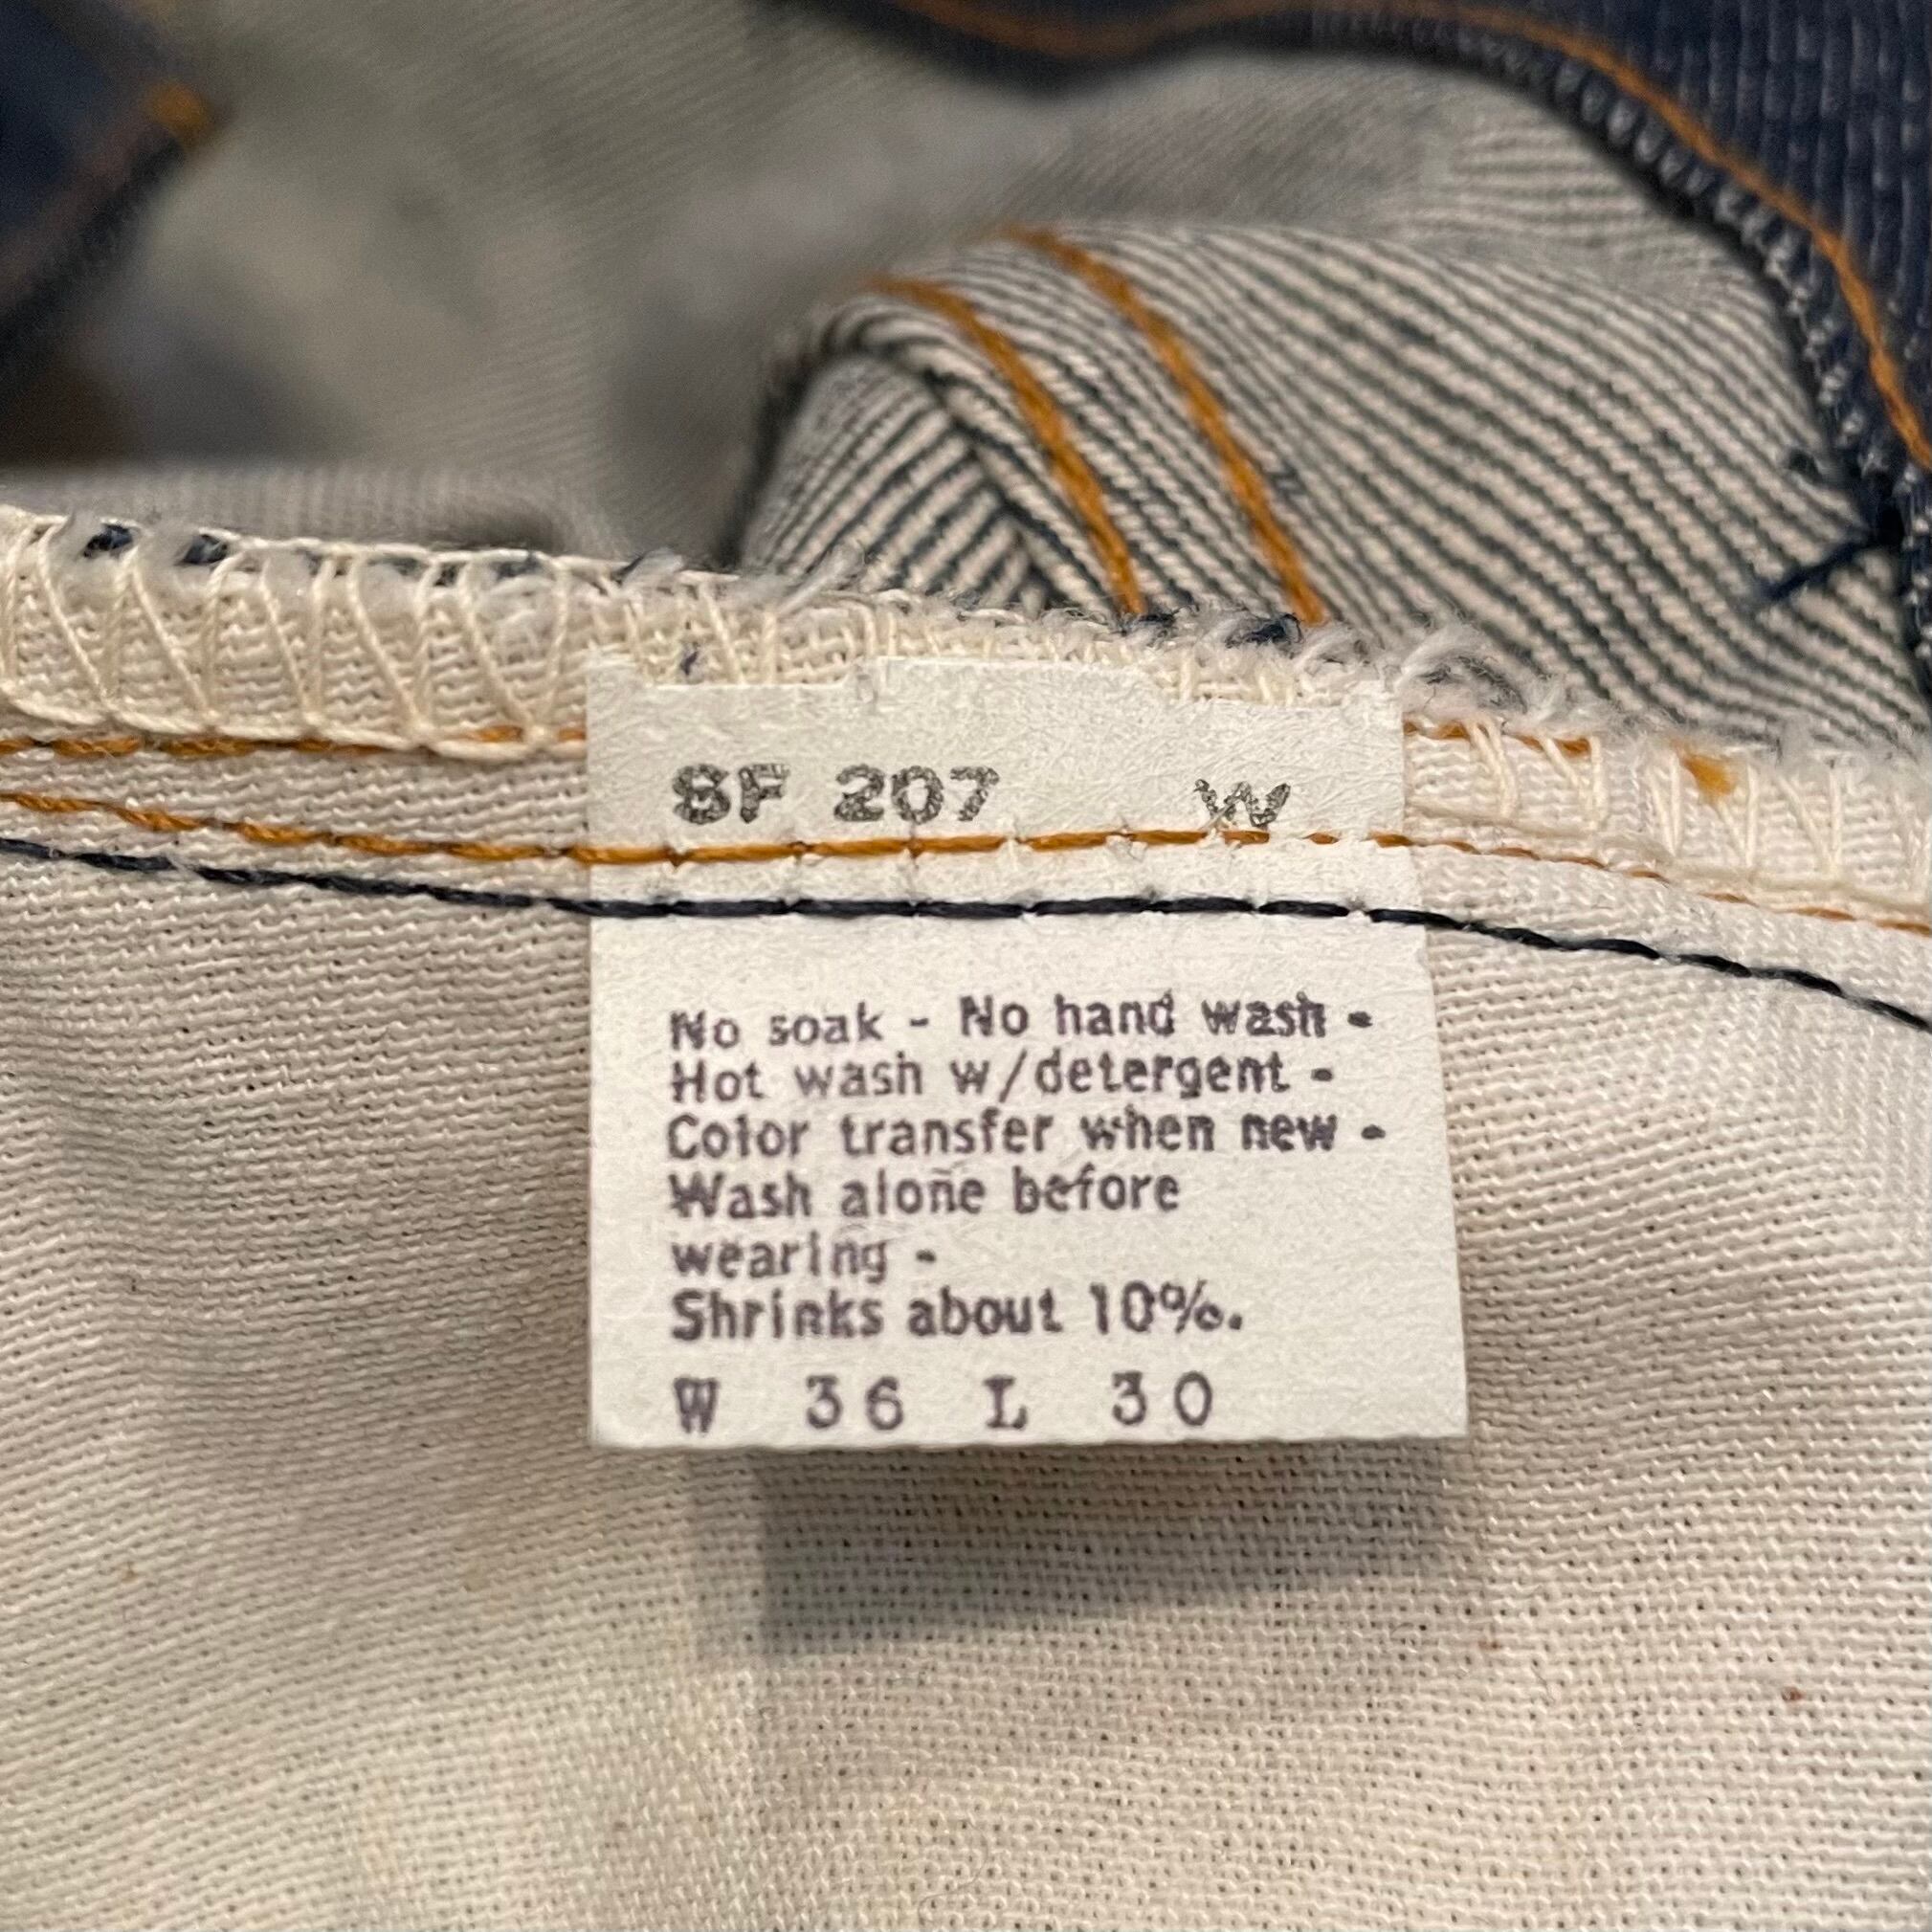 SF 207 W
No soak - No hand wash -
Hot wash w/detergent -
Color transfer when new -
Wash alone before
wearing -
Shrinks about 10%.
W 36 L 30